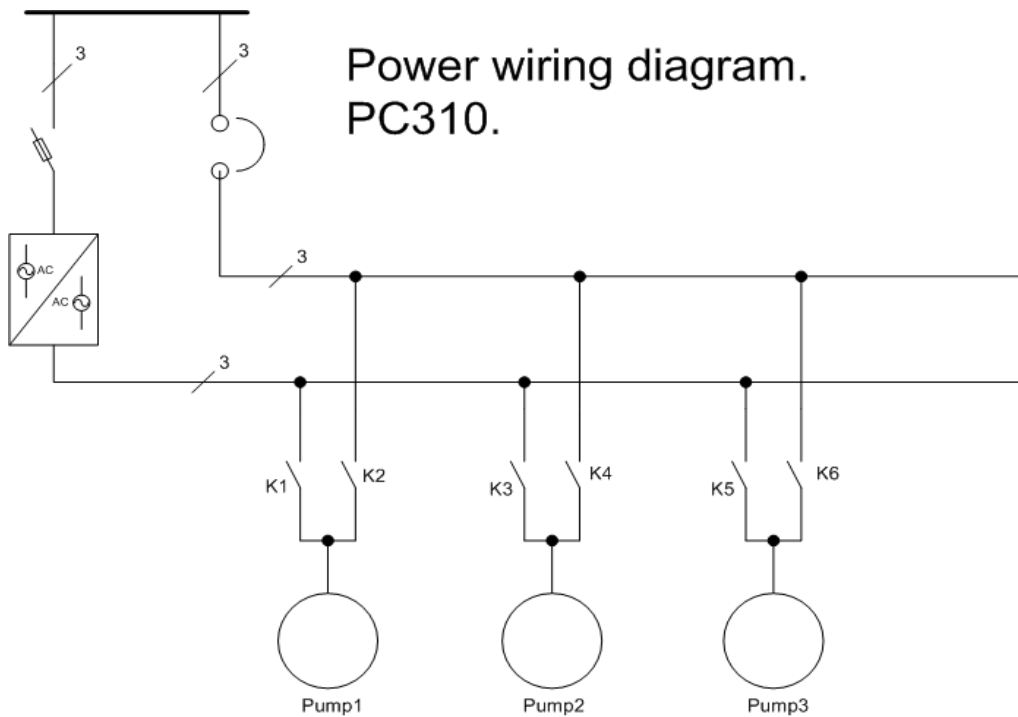 3
3
Power wiring diagram.
PC310.
3
AC
AC
3
K1
K2
K3
K4
K5
K6
Pump1
Pump2
Pump3